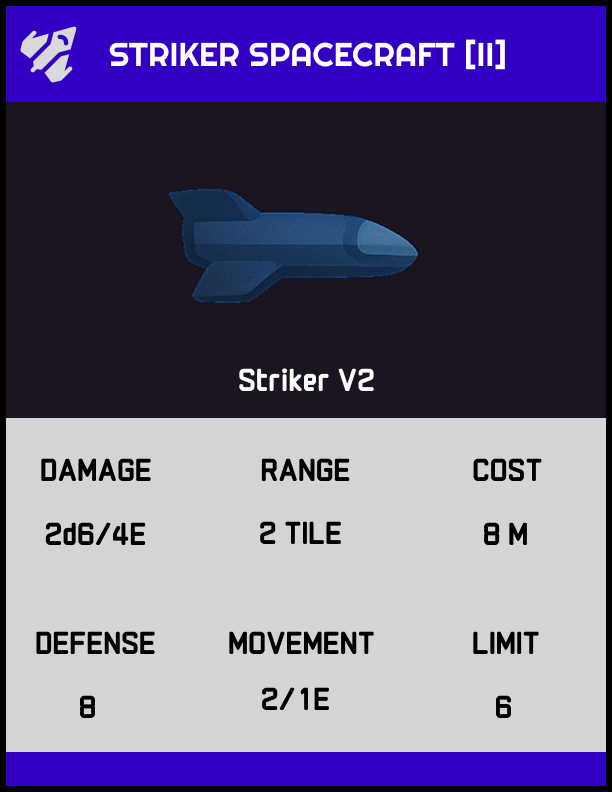 STRIKER SPACECRAFT [II]
Striker V2
DAMAGE RANGE COST
2d6/4E 2 TILE 8 M
DEFENSE MOVEMENT LIMIT
8 2/1E 6